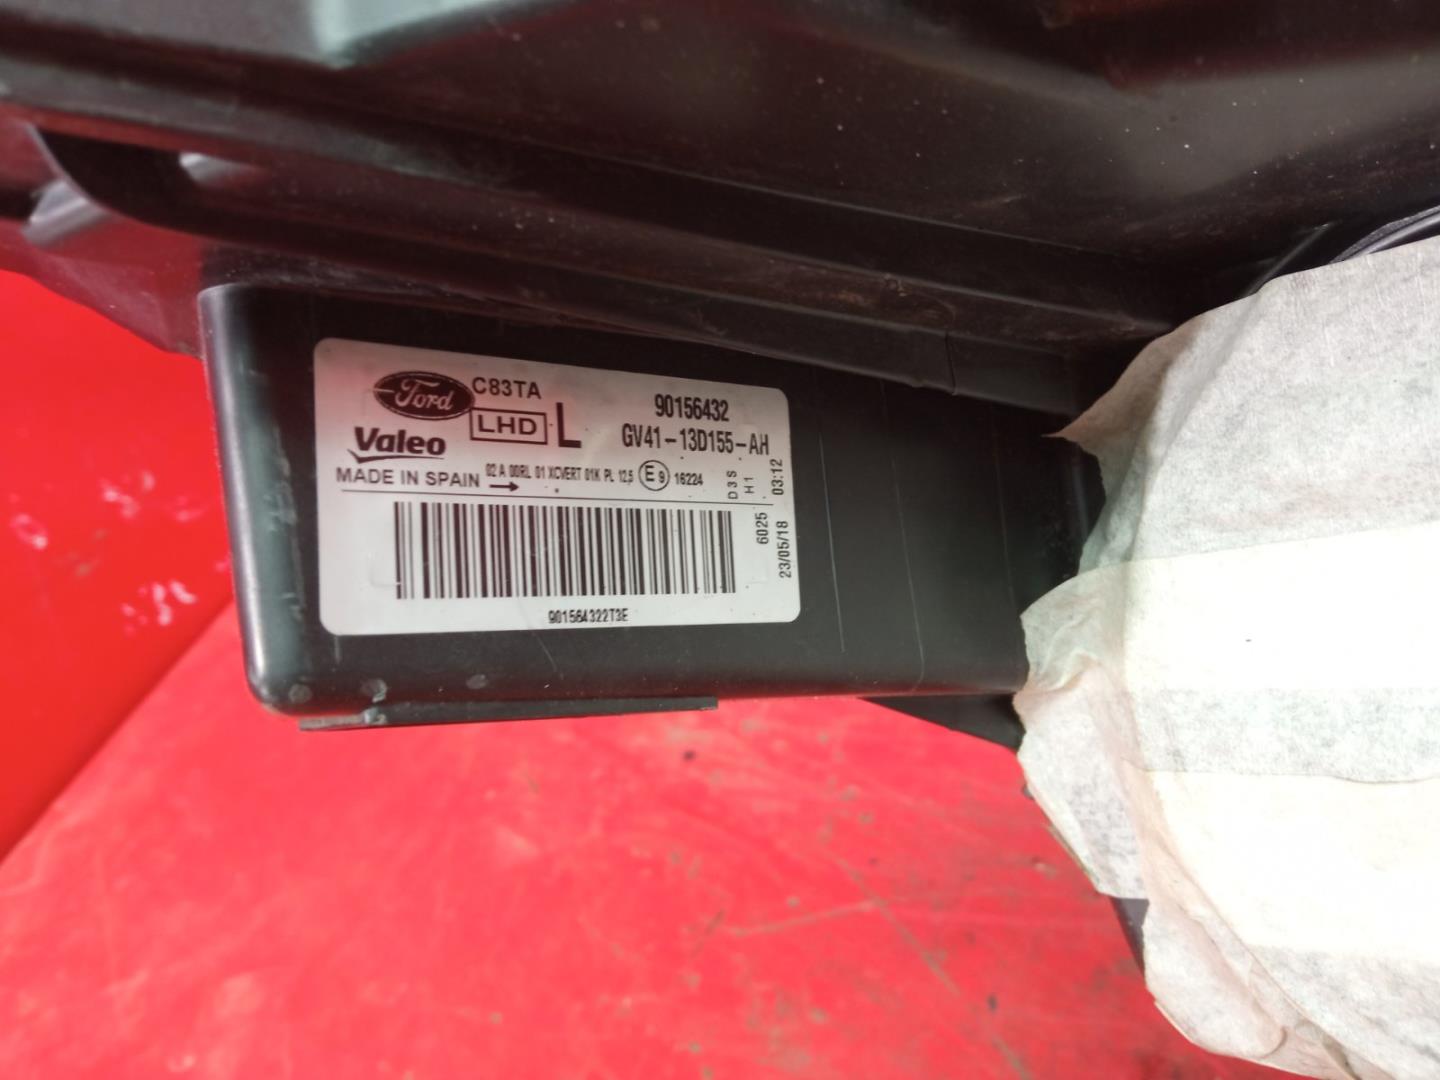 Ford C83TA
LHD L
90156432
GV41-13D155-AH
Valeo
MADE IN SPAIN
02 A 00RL 01 XCVERT 01K PL 12,5 E9 16224
D3S
H1
03:12
6025
23/05/18
901564322T3E